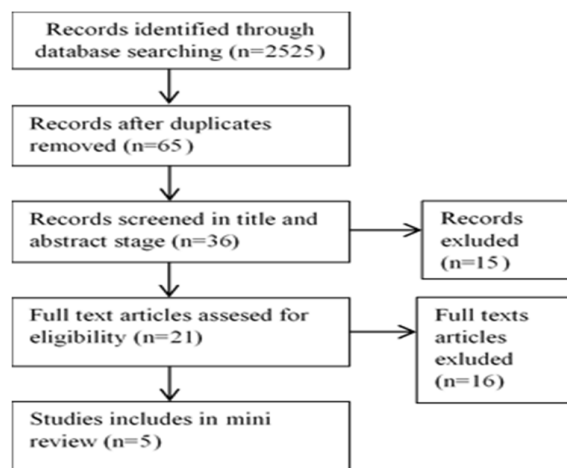 Records identified through
database searching (n=2525)
Records after duplicates
removed (n=65)
Records screened in title and
abstract stage (n=36)
Records
exluded
(n=15)
Full text articles assesed for
eligibility (n=21)
Full texts
articles
exluded
(n=16)
Studies includes in mini
review (n=5)